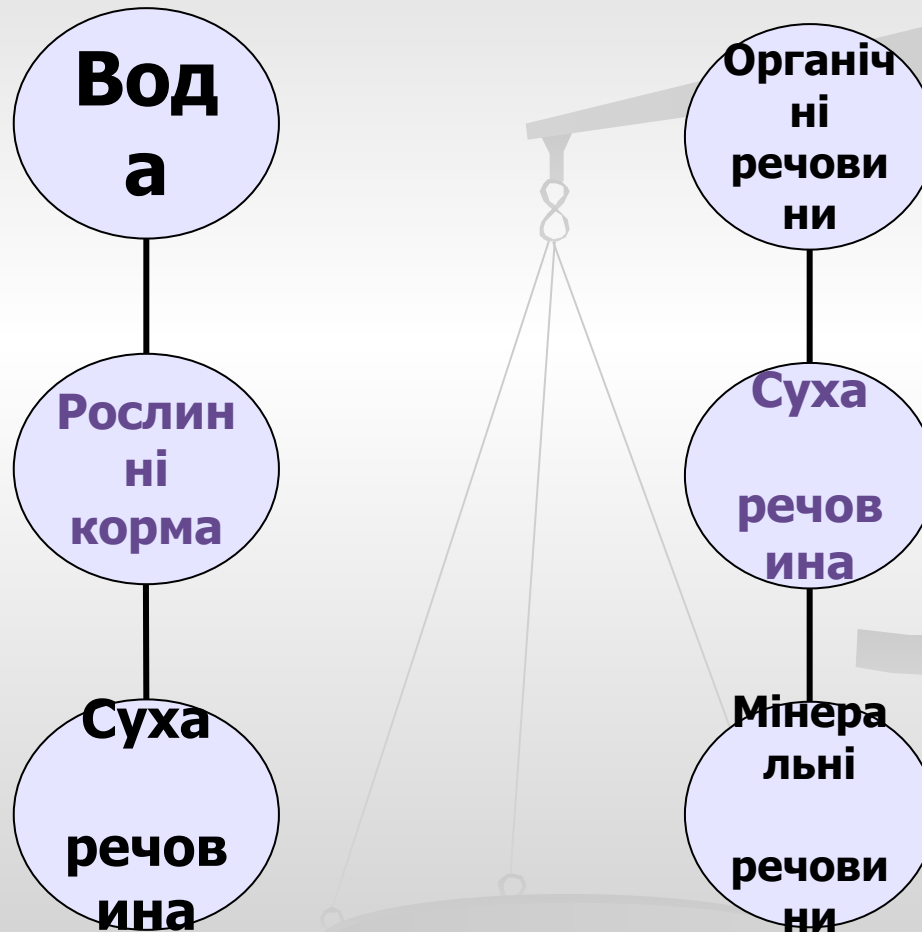 Вод
а
Рослин
ні
корма
Суха
речов
ина
Органіч
ні
речови
ни
Суха
речов
ина
Мінера
льні
речови
ни